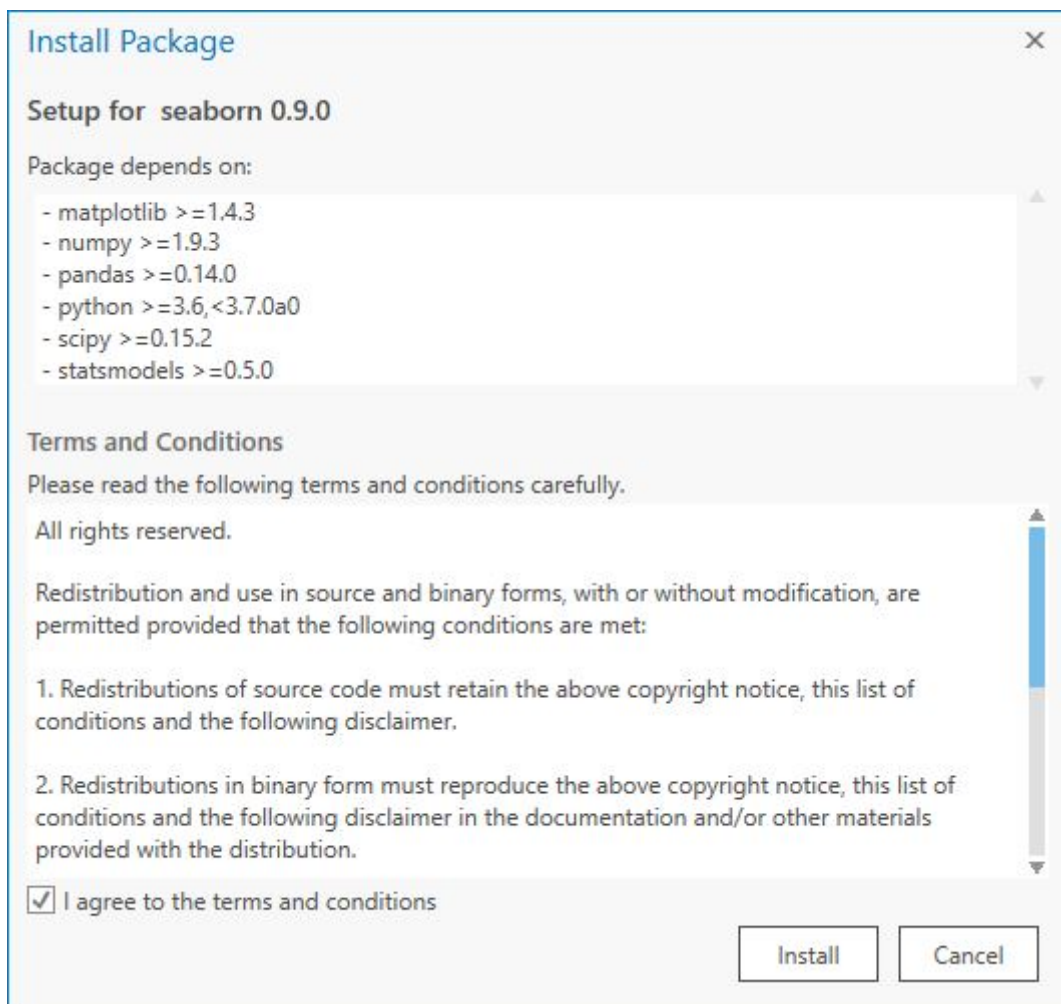 Install Package
Setup for seaborn 0.9.0
Package depends on:
- matplotlib >=1.4.3
- numpy >=1.9.3
- pandas >=0.14.0
- python >=3.6,<3.7.0a0
- scipy >=0.15.2
- statsmodels >=0.5.0
Terms and Conditions
Please read the following terms and conditions carefully.
All rights reserved.
Redistribution and use in source and binary forms, with or without modification, are
permitted provided that the following conditions are met:
1. Redistributions of source code must retain the above copyright notice, this list of
conditions and the following disclaimer.
2. Redistributions in binary form must reproduce the above copyright notice, this list of
conditions and the following disclaimer in the documentation and/or other materials
provided with the distribution.
I agree to the terms and conditions
Install
Cancel